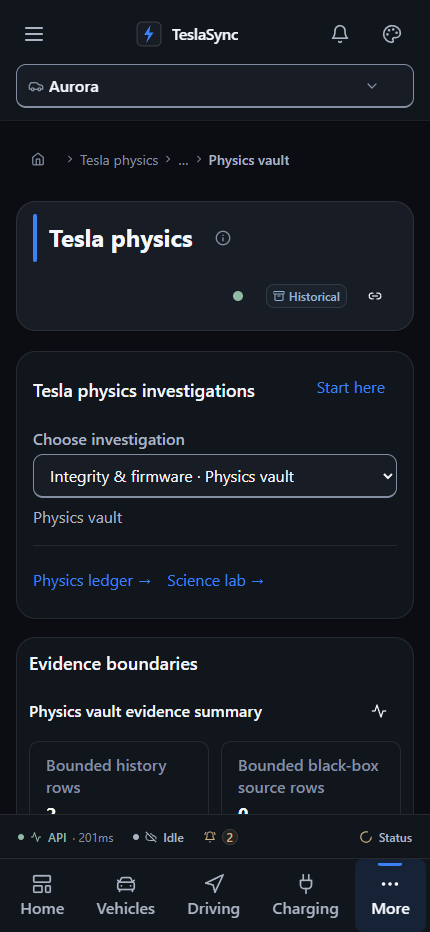 TeslaSync
Aurora
Tesla physics
...
Physics vault
Tesla physics
Historical
Tesla physics investigations
Start here
Choose investigation
Integrity & firmware · Physics vault
Physics vault
Physics ledger →
Science lab →
Evidence boundaries
Physics vault evidence summary
Bounded history
rows
Bounded black-box
source rows
API · 201ms
Idle
2
Status
Home
Vehicles
Driving
Charging
More